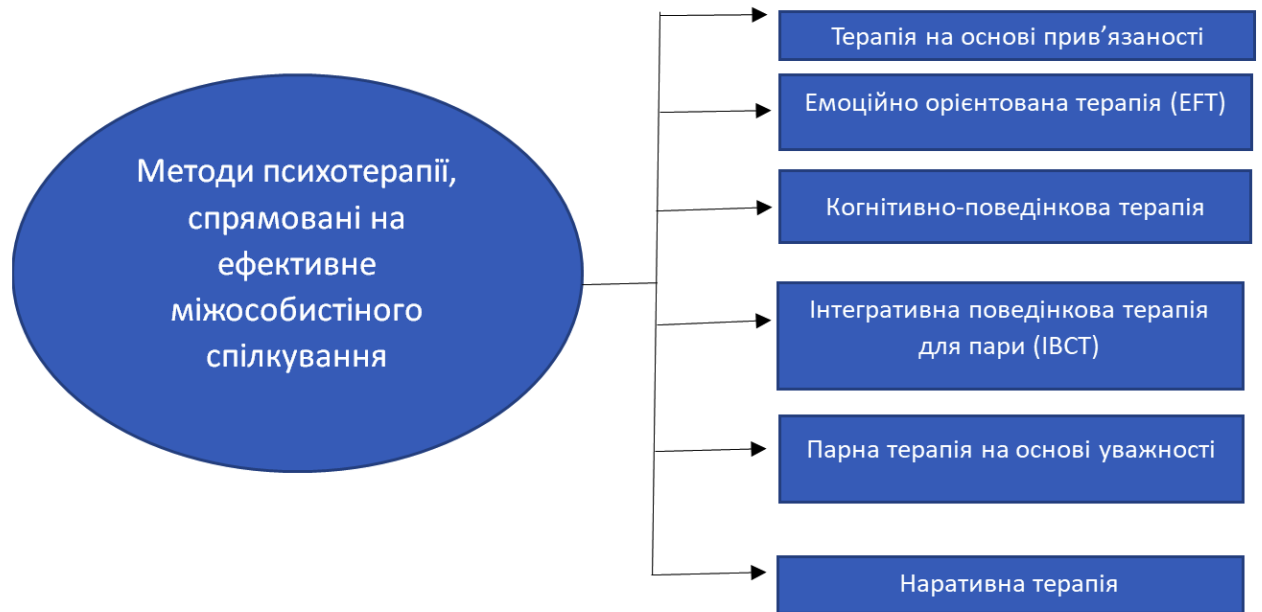 Методи психотерапії,
спрямовані на
ефективне
міжособистіного
спілкування
Терапія на основі прив’язаності
Емоційно орієнтована терапія (EFT)
Когнітивно-поведінкова терапія
Інтегративна поведінкова терапія
для пари (IBCT)
Парна терапія на основі уважності
Наративна терапія